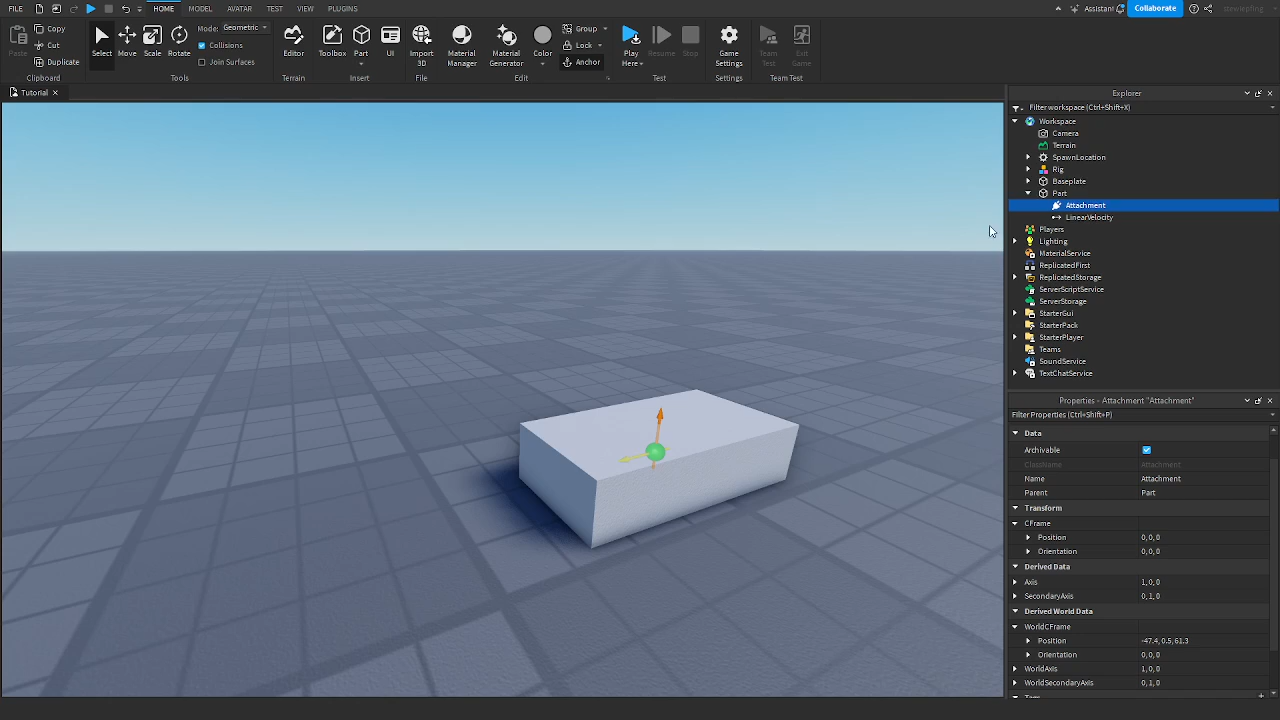 FILE
HOME
MODEL
AVATAR
TEST
VIEW
PLUGINS
Assistant
Collaborate
stewiepfing
Paste
Copy
Cut
Duplicate
Clipboard
Select
Move
Scale
Rotate
Mode: Geometric
Collisions
Join Surfaces
Tools
Editor
Terrain
Toolbox
Part
UI
Insert
Import
3D
File
Material
Manager
Material
Generator
Color
Group
Lock
Anchor
Edit
Play
Here
Resume
Stop
Test
Game
Settings
Settings
Team
Test
Exit
Game
Team Test
Tutorial
Explorer
Filter workspace (Ctrl+Shift+X)
Workspace
Camera
Terrain
SpawnLocation
Rig
Baseplate
Part
Attachment
LinearVelocity
Players
Lighting
MaterialService
ReplicatedFirst
ReplicatedStorage
ServerScriptService
ServerStorage
StarterGui
StarterPack
StarterPlayer
Teams
SoundService
TextChatService
Properties - Attachment "Attachment"
Filter Properties (Ctrl+Shift+P)
Data
Archivable
ClassName Attachment
Name Attachment
Parent Part
Transform
CFrame
Position 0,0,0
Orientation 0,0,0
Derived Data
Axis 1,0,0
SecondaryAxis 0,1,0
Derived World Data
WorldCFrame
Position -47.4,0.5,61.3
Orientation 0,0,0
WorldAxis 1,0,0
WorldSecondaryAxis 0,1,0
Tags